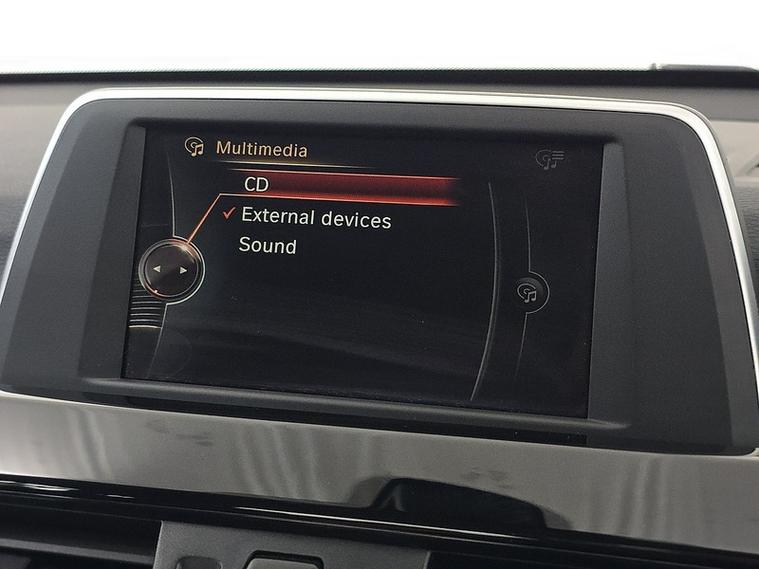 Multimedia
CD
External devices
Sound